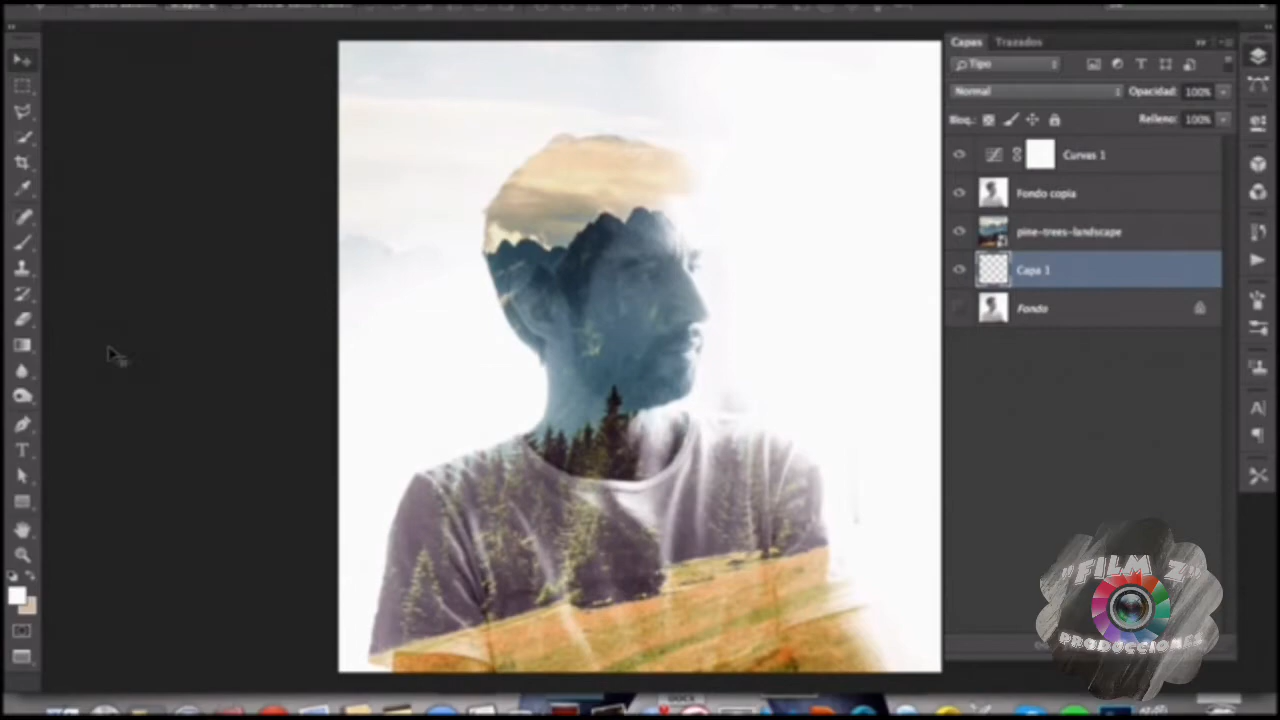 Capas Trazados
Tipo
Normal Opacidad: 100%
Bloq.: Relleno: 100%
Curvas 1
Fondo copia
pine-trees-landscape
Capa 1
Fondo
"FILM Z"
PRODUCCIONES